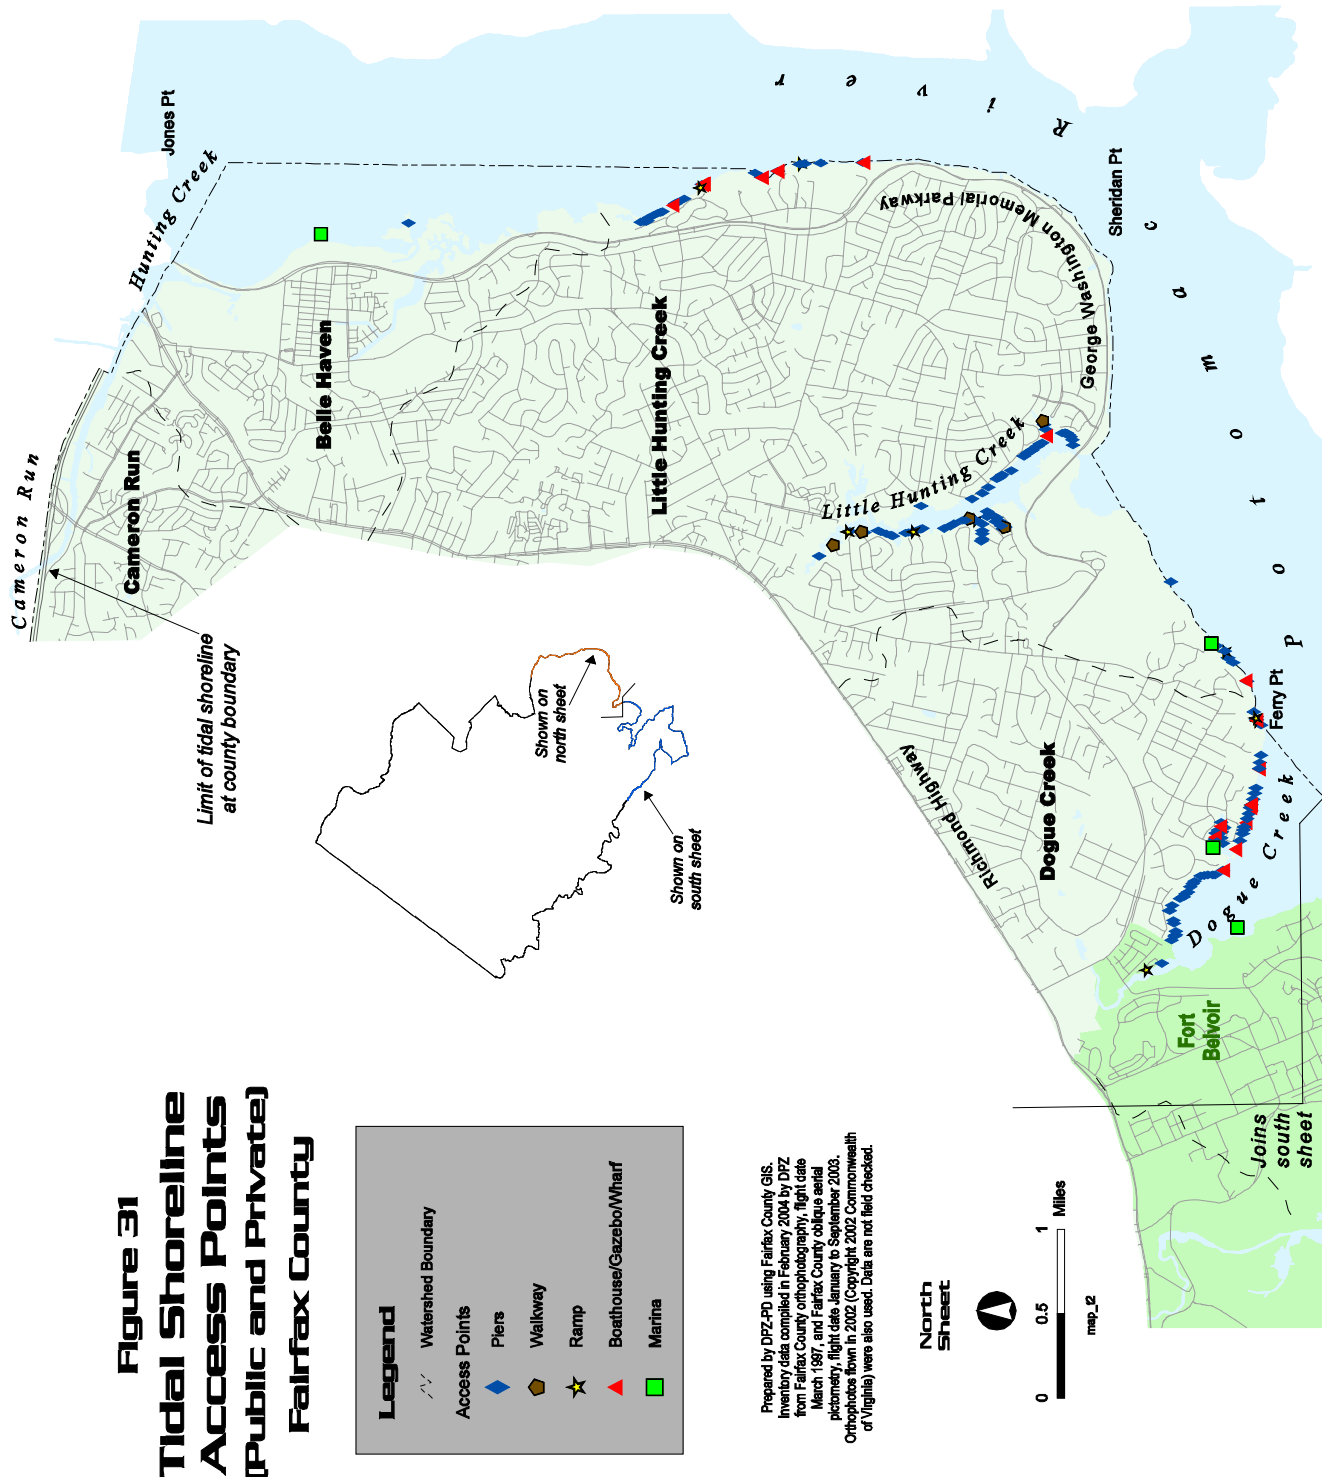 Figure 31
Tidal Shoreline
Access Points
(Public and Private)
Fairfax County
Legend
Watershed Boundary
Access Points
Piers
Walkway
Ramp
Boathouse/Gazebo/Wharf
Marina
Prepared by DPZ-PD using Fairfax County GIS.
Inventory data compiled in February 2004 by DPZ
from Fairfax County orthophotography, flight date
March 1997, and Fairfax County oblique aerial
pictometry, flight date January to September 2003.
Orthophotos flown in 2002 (Copyright 2002 Commonwealth
of Virginia) were also used. Data are not field checked.
North
Sheet
0 0.5 1 Miles
map_t2
Cameron Run
Limit of tidal shoreline
at county boundary
Cameron Run
Hunting Creek
Jones Pt
Belle Haven
Little Hunting Creek
Little Hunting Creek
George Washington Memorial Parkway
Sheridan Pt
Potomac
River
Shown on
north sheet
Shown on
south sheet
Richmond Highway
Dogue Creek
Ferry Pt
Dogue Creek
Fort
Belvoir
Joins
south
sheet